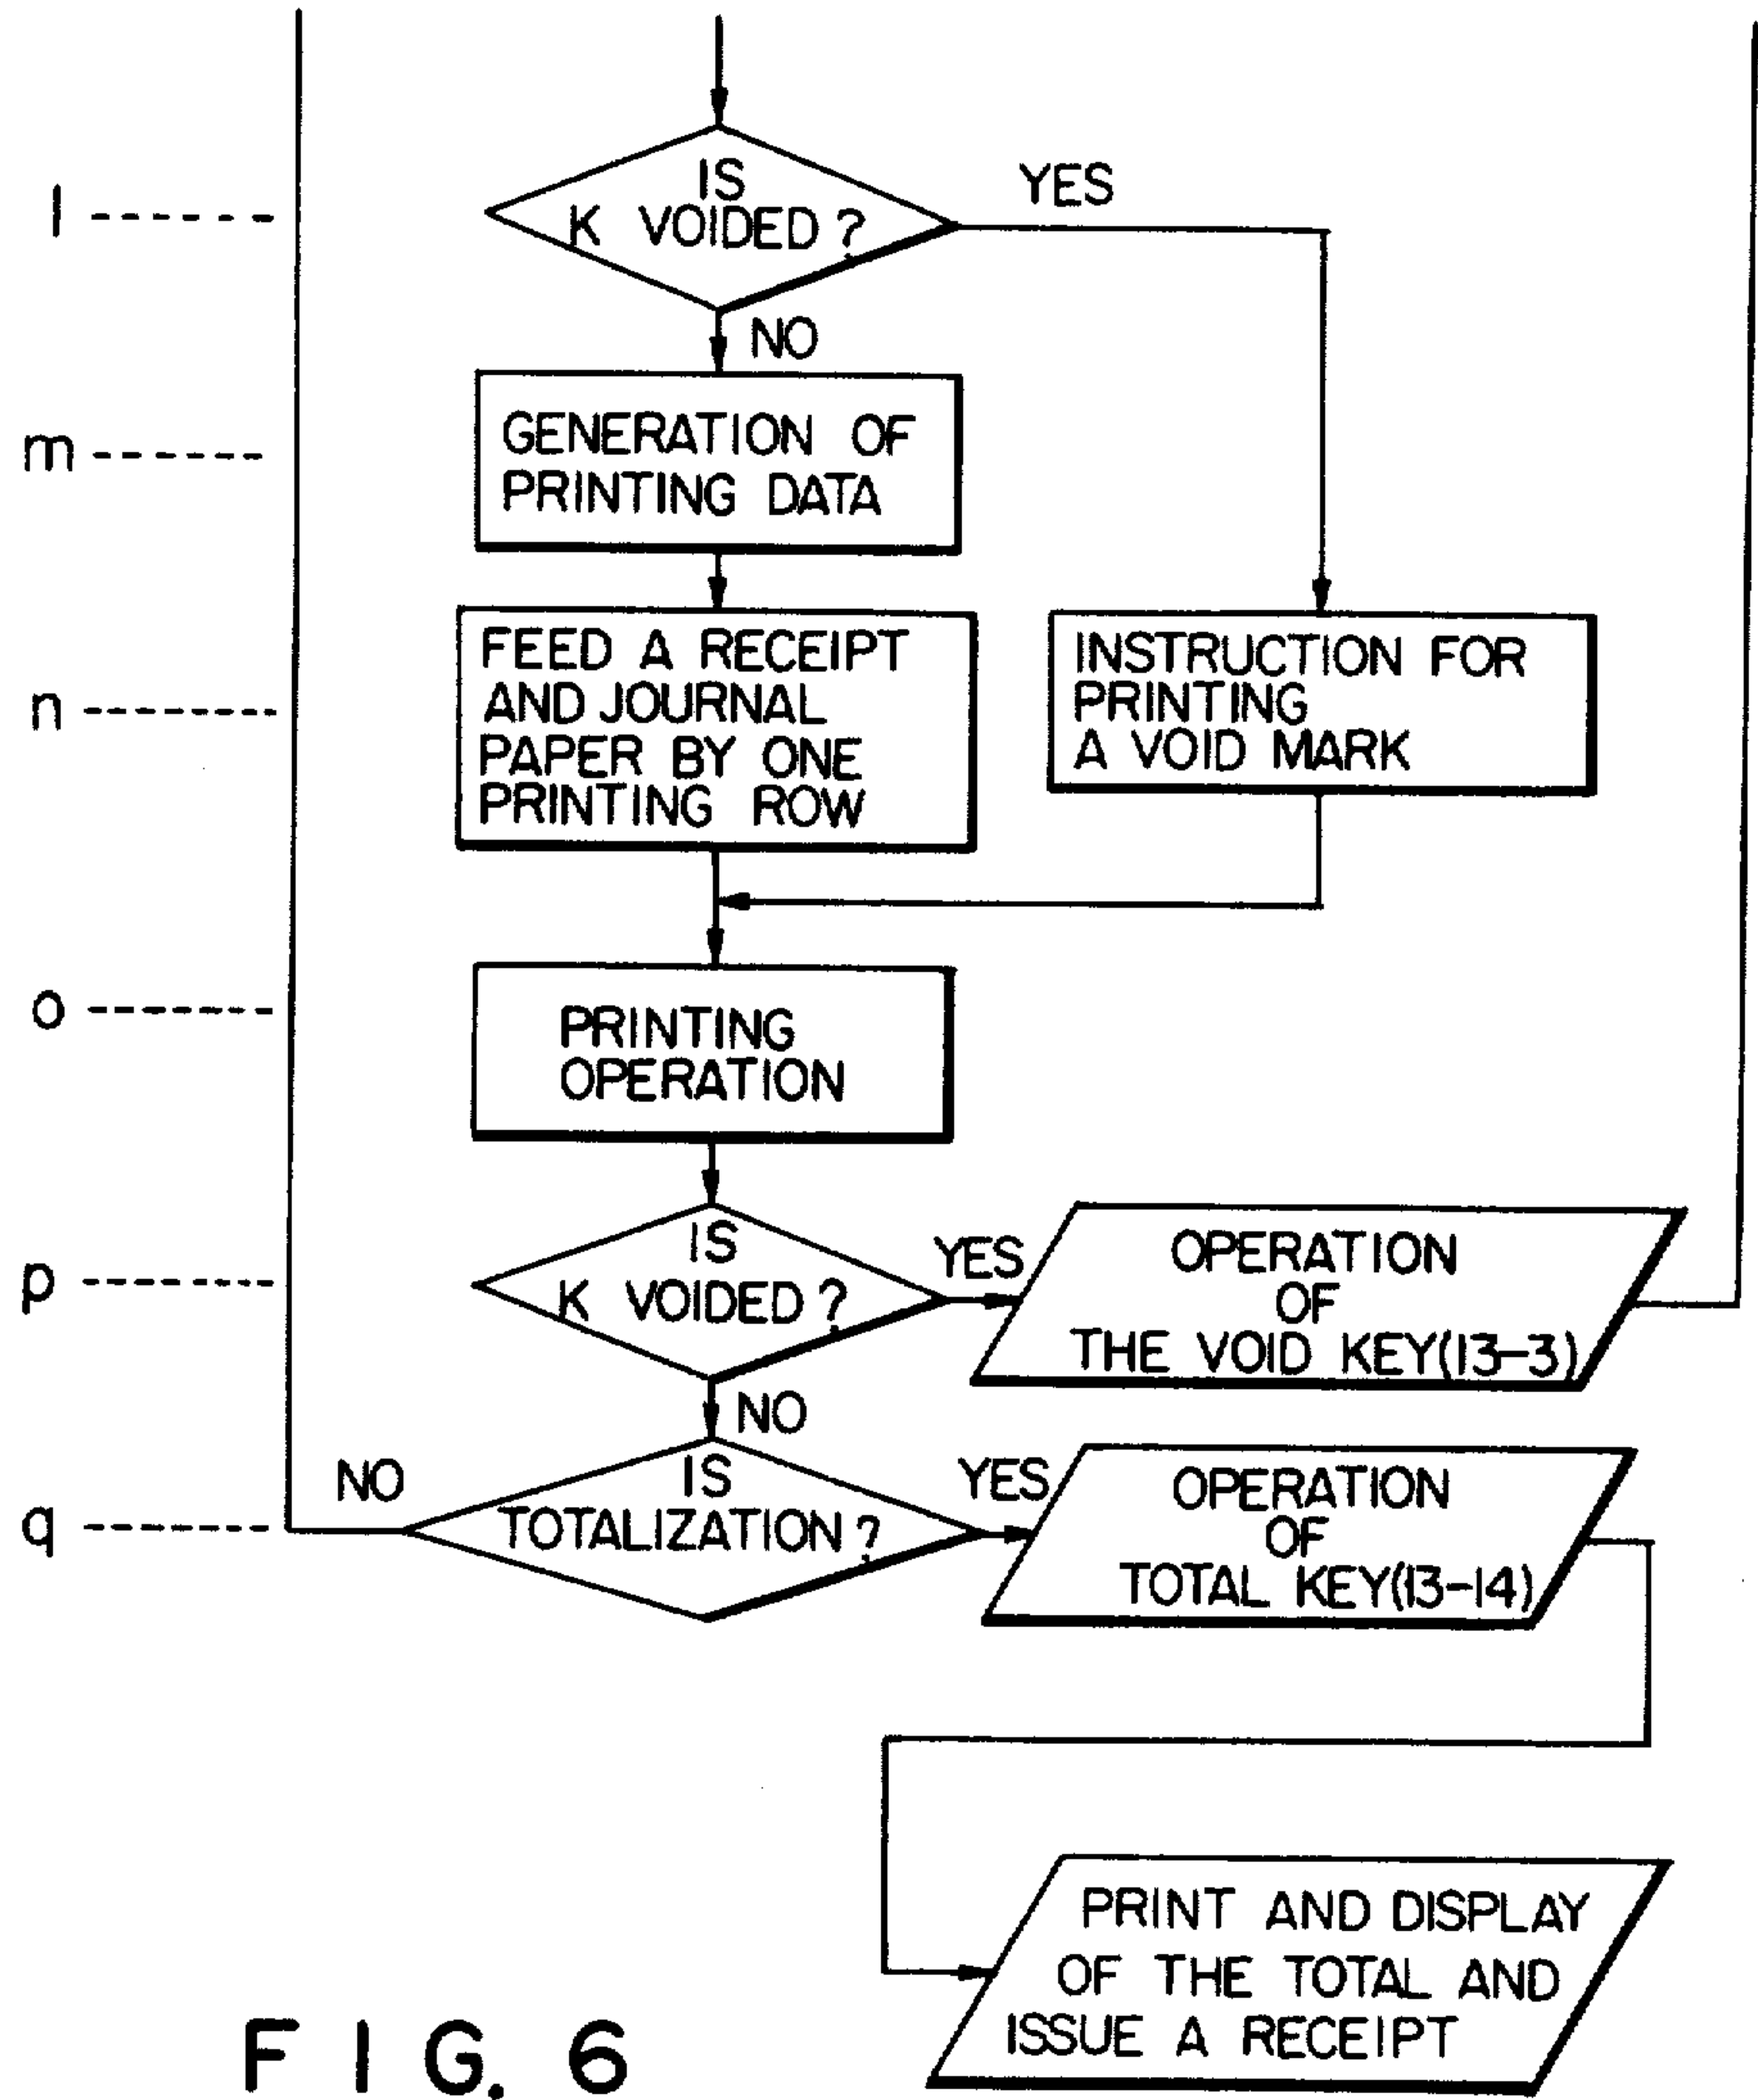 l
IS
K VOIDED?
YES
NO
m
GENERATION OF
PRINTING DATA
n
FEED A RECEIPT
AND JOURNAL
PAPER BY ONE
PRINTING ROW
INSTRUCTION FOR
PRINTING
A VOID MARK
o
PRINTING
OPERATION
p
IS
K VOIDED?
YES
OPERATION
OF
THE VOID KEY(13-3)
NO
q
NO
IS
TOTALIZATION?
YES
OPERATION
OF
TOTAL KEY(13-14)
PRINT AND DISPLAY
OF THE TOTAL AND
ISSUE A RECEIPT
FIG. 6